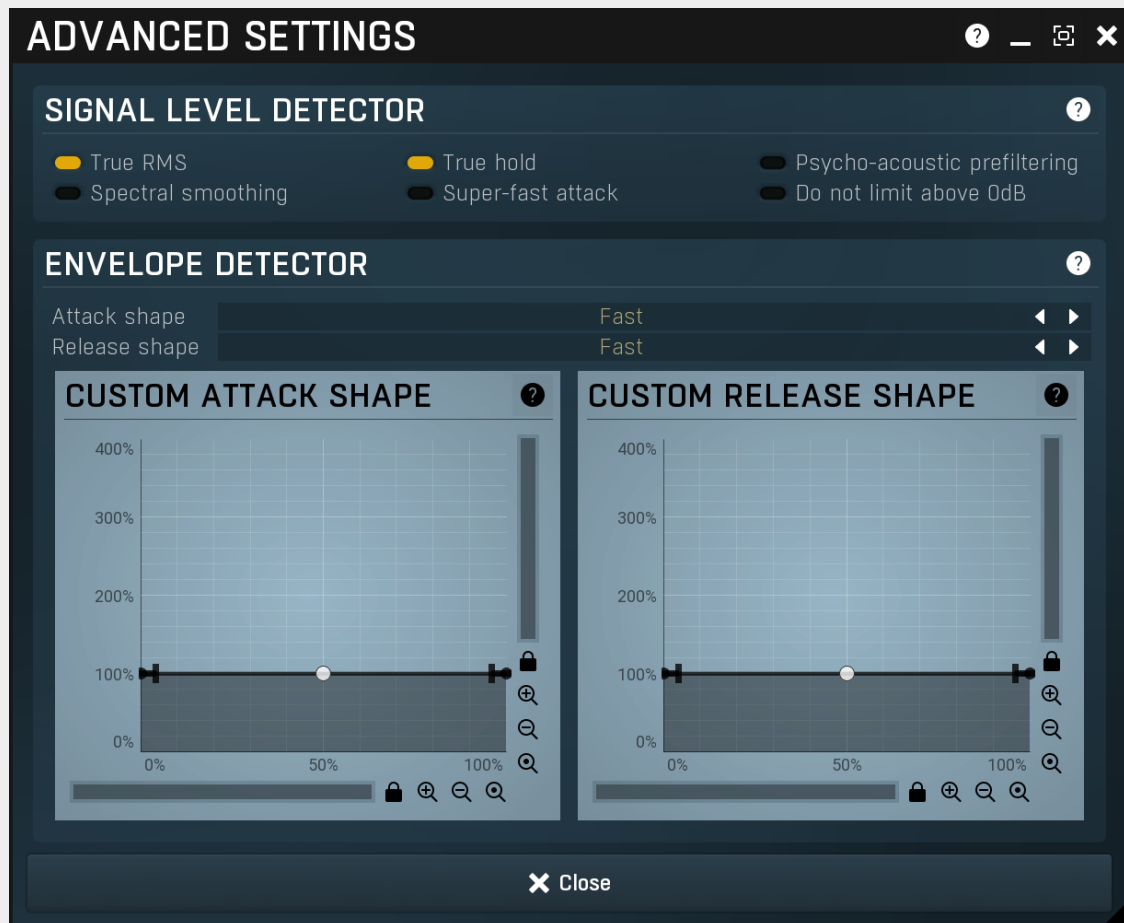 ADVANCED SETTINGS
SIGNAL LEVEL DETECTOR
True RMS True hold Psycho-acoustic prefiltering
Spectral smoothing Super-fast attack Do not limit above 0dB
ENVELOPE DETECTOR
Attack shape Fast
Release shape Fast
CUSTOM ATTACK SHAPE
400%
300%
200%
100%
0%
0% 50% 100%
CUSTOM RELEASE SHAPE
400%
300%
200%
100%
0%
0% 50% 100%
Close